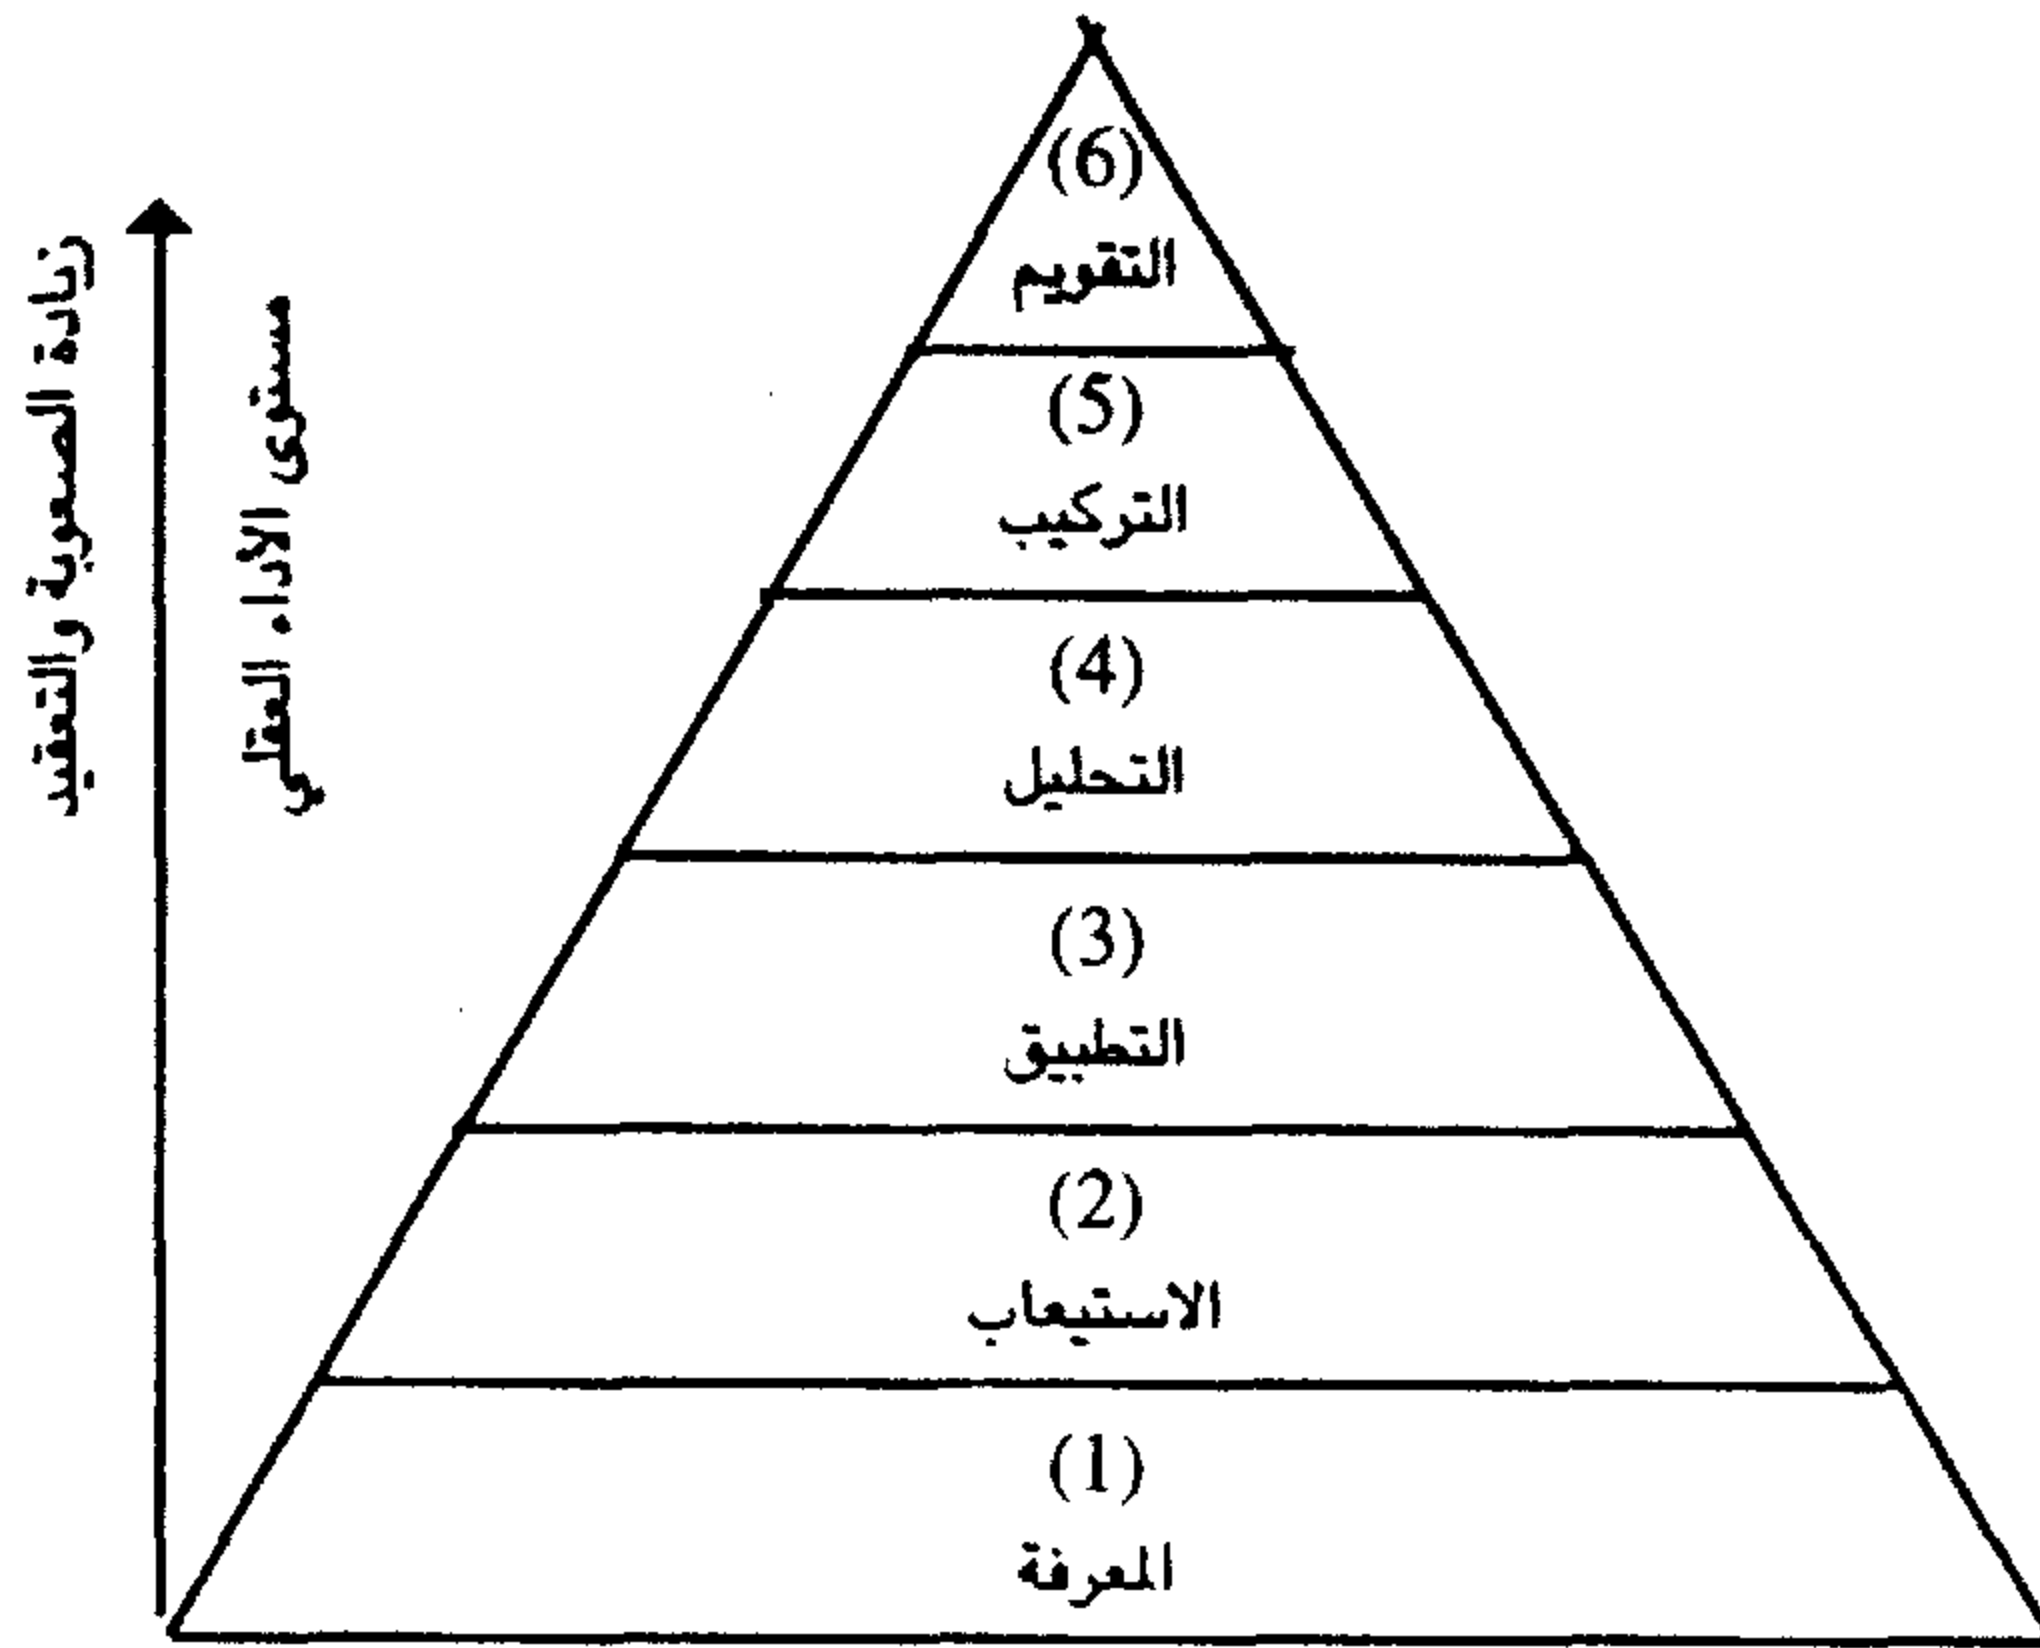 (6)
التقويم
(5)
التركيب
(4)
التحليل
(3)
التطبيق
(2)
الاستيعاب
(1)
المعرفة
مستوى الأداء العقلي
زيادة الصعوبة والتعقيد